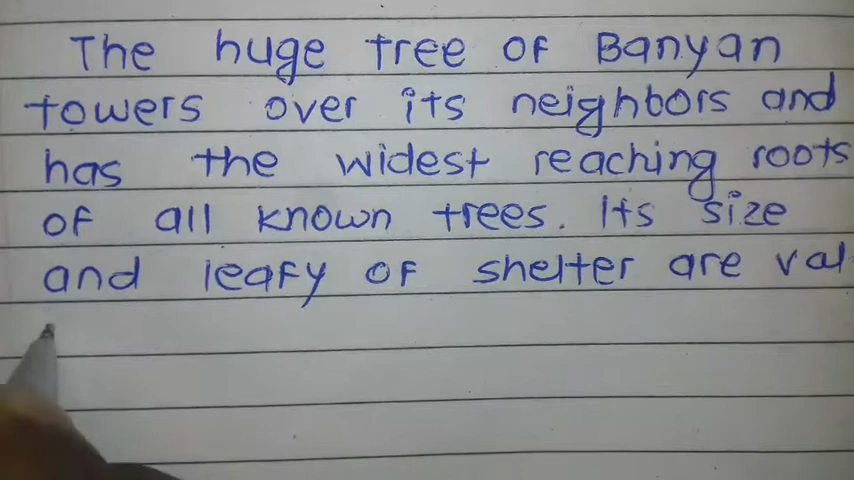 The huge tree of Banyan
towers over its neighbors and
has the widest reaching roots
of all known trees. Its size
and leafy of shelter are val